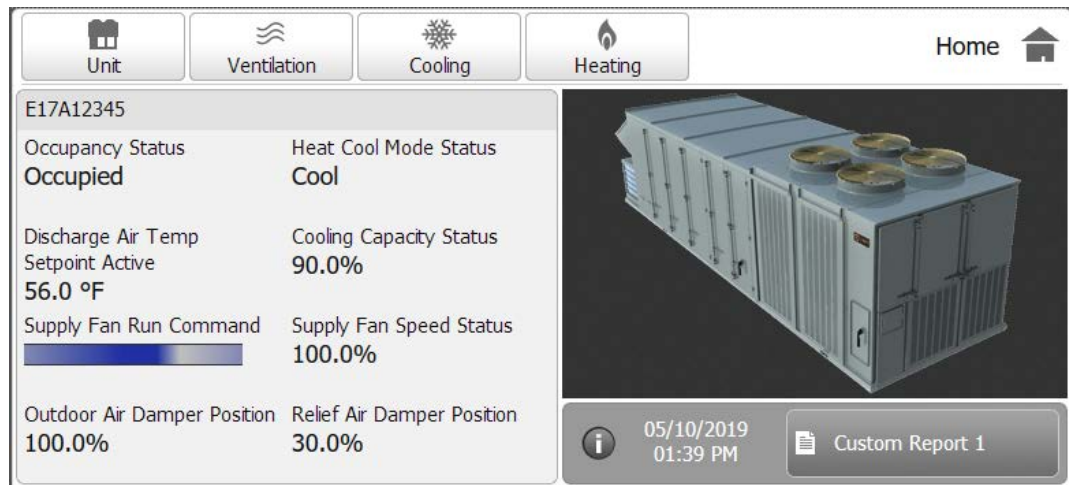 Unit
Ventilation
Cooling
Heating
Home
E17A12345
Occupancy Status
Occupied
Heat Cool Mode Status
Cool
Discharge Air Temp
Setpoint Active
56.0 °F
Cooling Capacity Status
90.0%
Supply Fan Run Command
Supply Fan Speed Status
100.0%
Outdoor Air Damper Position
100.0%
Relief Air Damper Position
30.0%
05/10/2019
01:39 PM
Custom Report 1